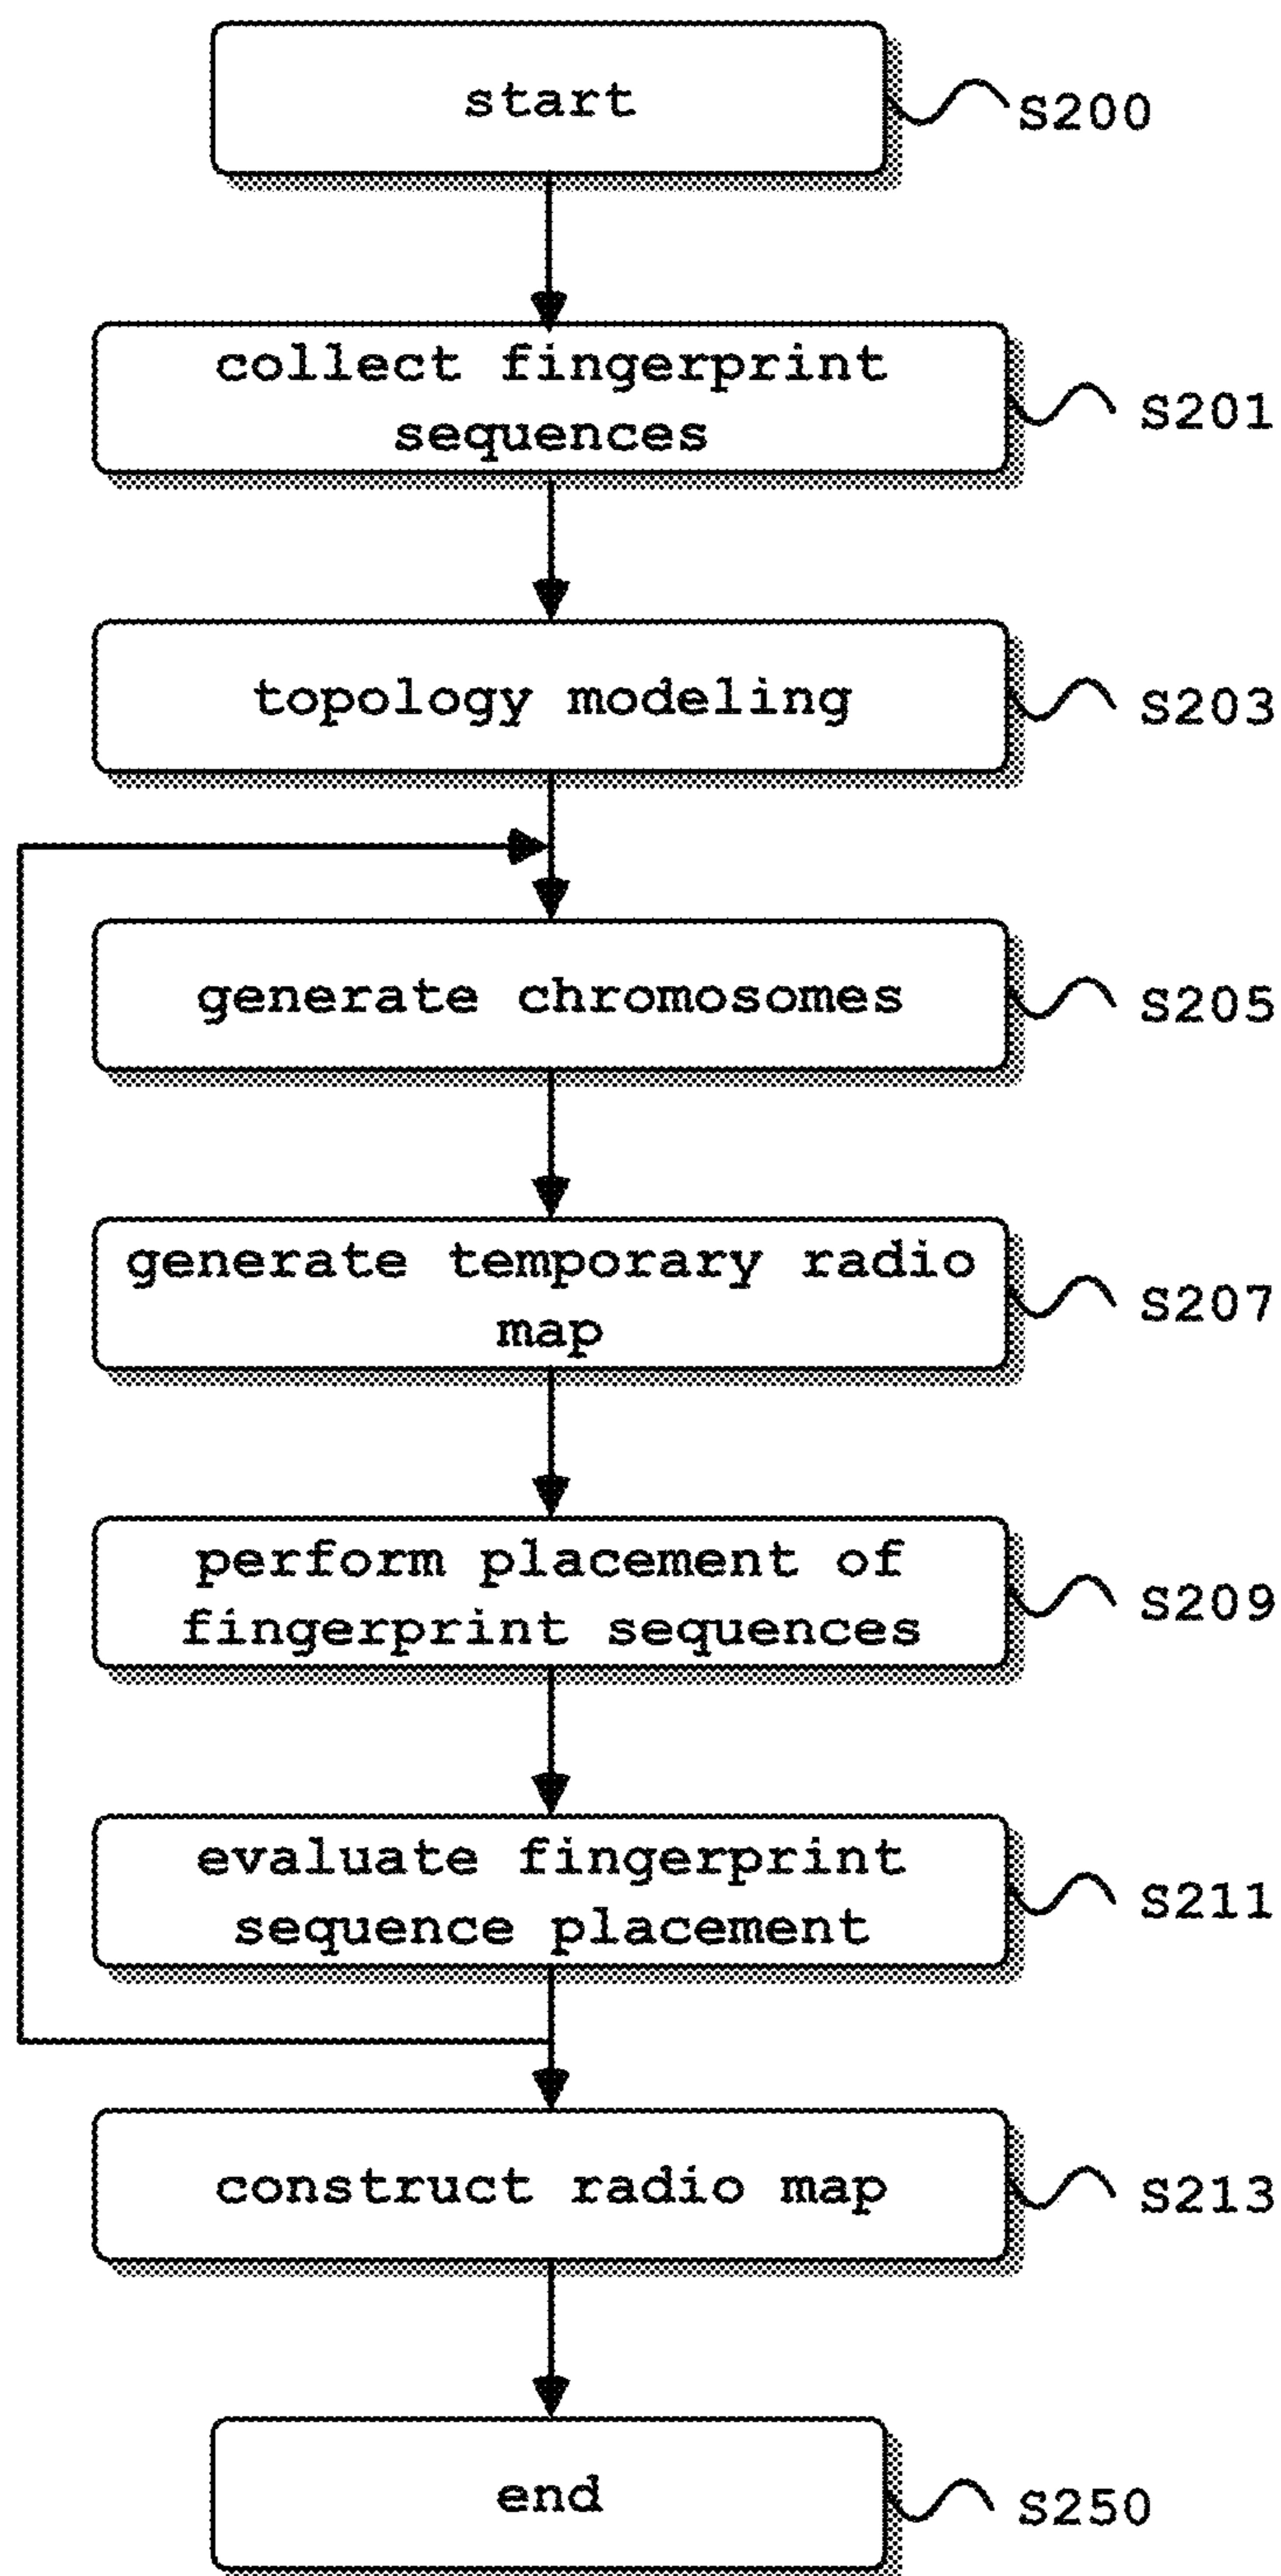 start
S200
collect fingerprint
sequences
S201
topology modeling
S203
generate chromosomes
S205
generate temporary radio
map
S207
perform placement of
fingerprint sequences
S209
evaluate fingerprint
sequence placement
S211
construct radio map
S213
end
S250